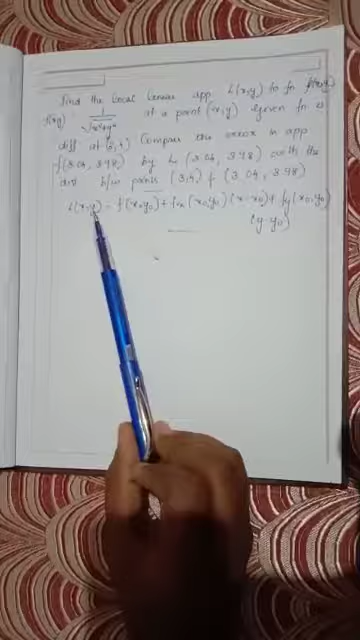 Find the local linear app L(x,y) to fn f(x,y)
f(x,y) = 1/√(x²+y²) at a point (x,y) given fn is
diff at (3,4) Compare the error in app
f(3.04, 3.98) by L(3.04, 3.98) with the
dist b/w points (3,4) & (3.04, 3.98)
L(x,y) = f(x₀,y₀) + fx (x₀,y₀) (x-x₀) + fy (x₀,y₀)
(y-y₀)